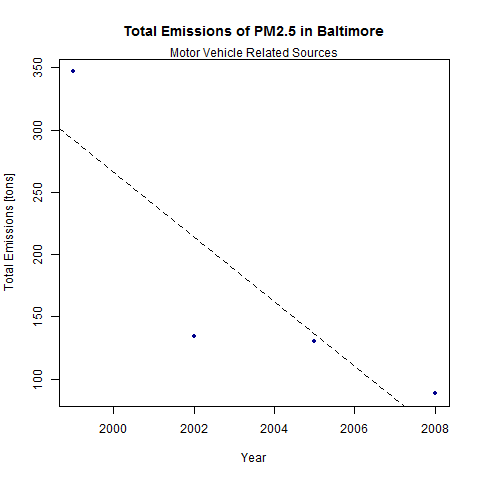 Total Emissions of PM2.5 in Baltimore
Motor Vehicle Related Sources
Total Emissions [tons]
350
300
250
200
150
100
2000 2002 2004 2006 2008
Year